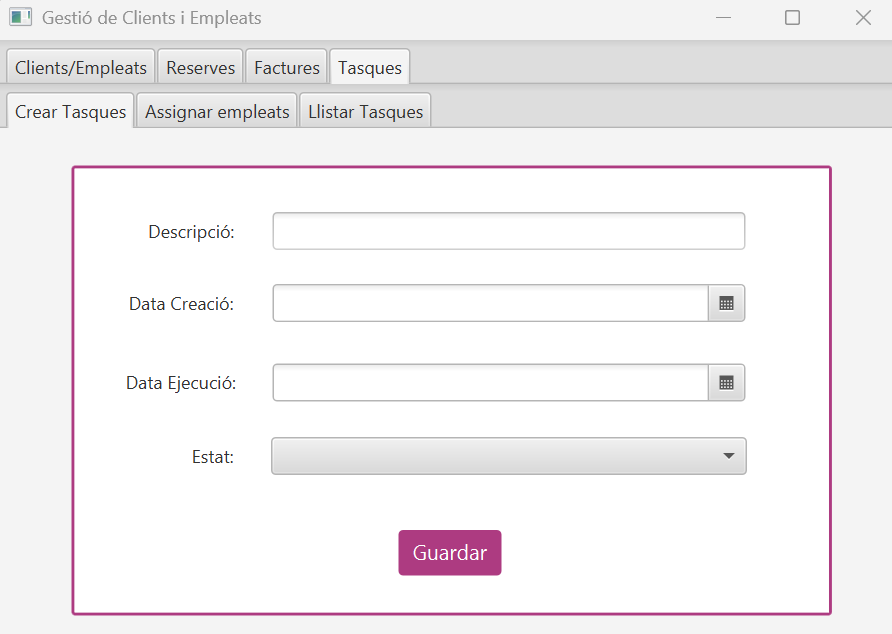 Gestió de Clients i Empleats
Clients/Empleats Reserves Factures Tasques
Crear Tasques Assignar empleats Llistar Tasques
Descripció:
Data Creació:
Data Ejecució:
Estat:
Guardar